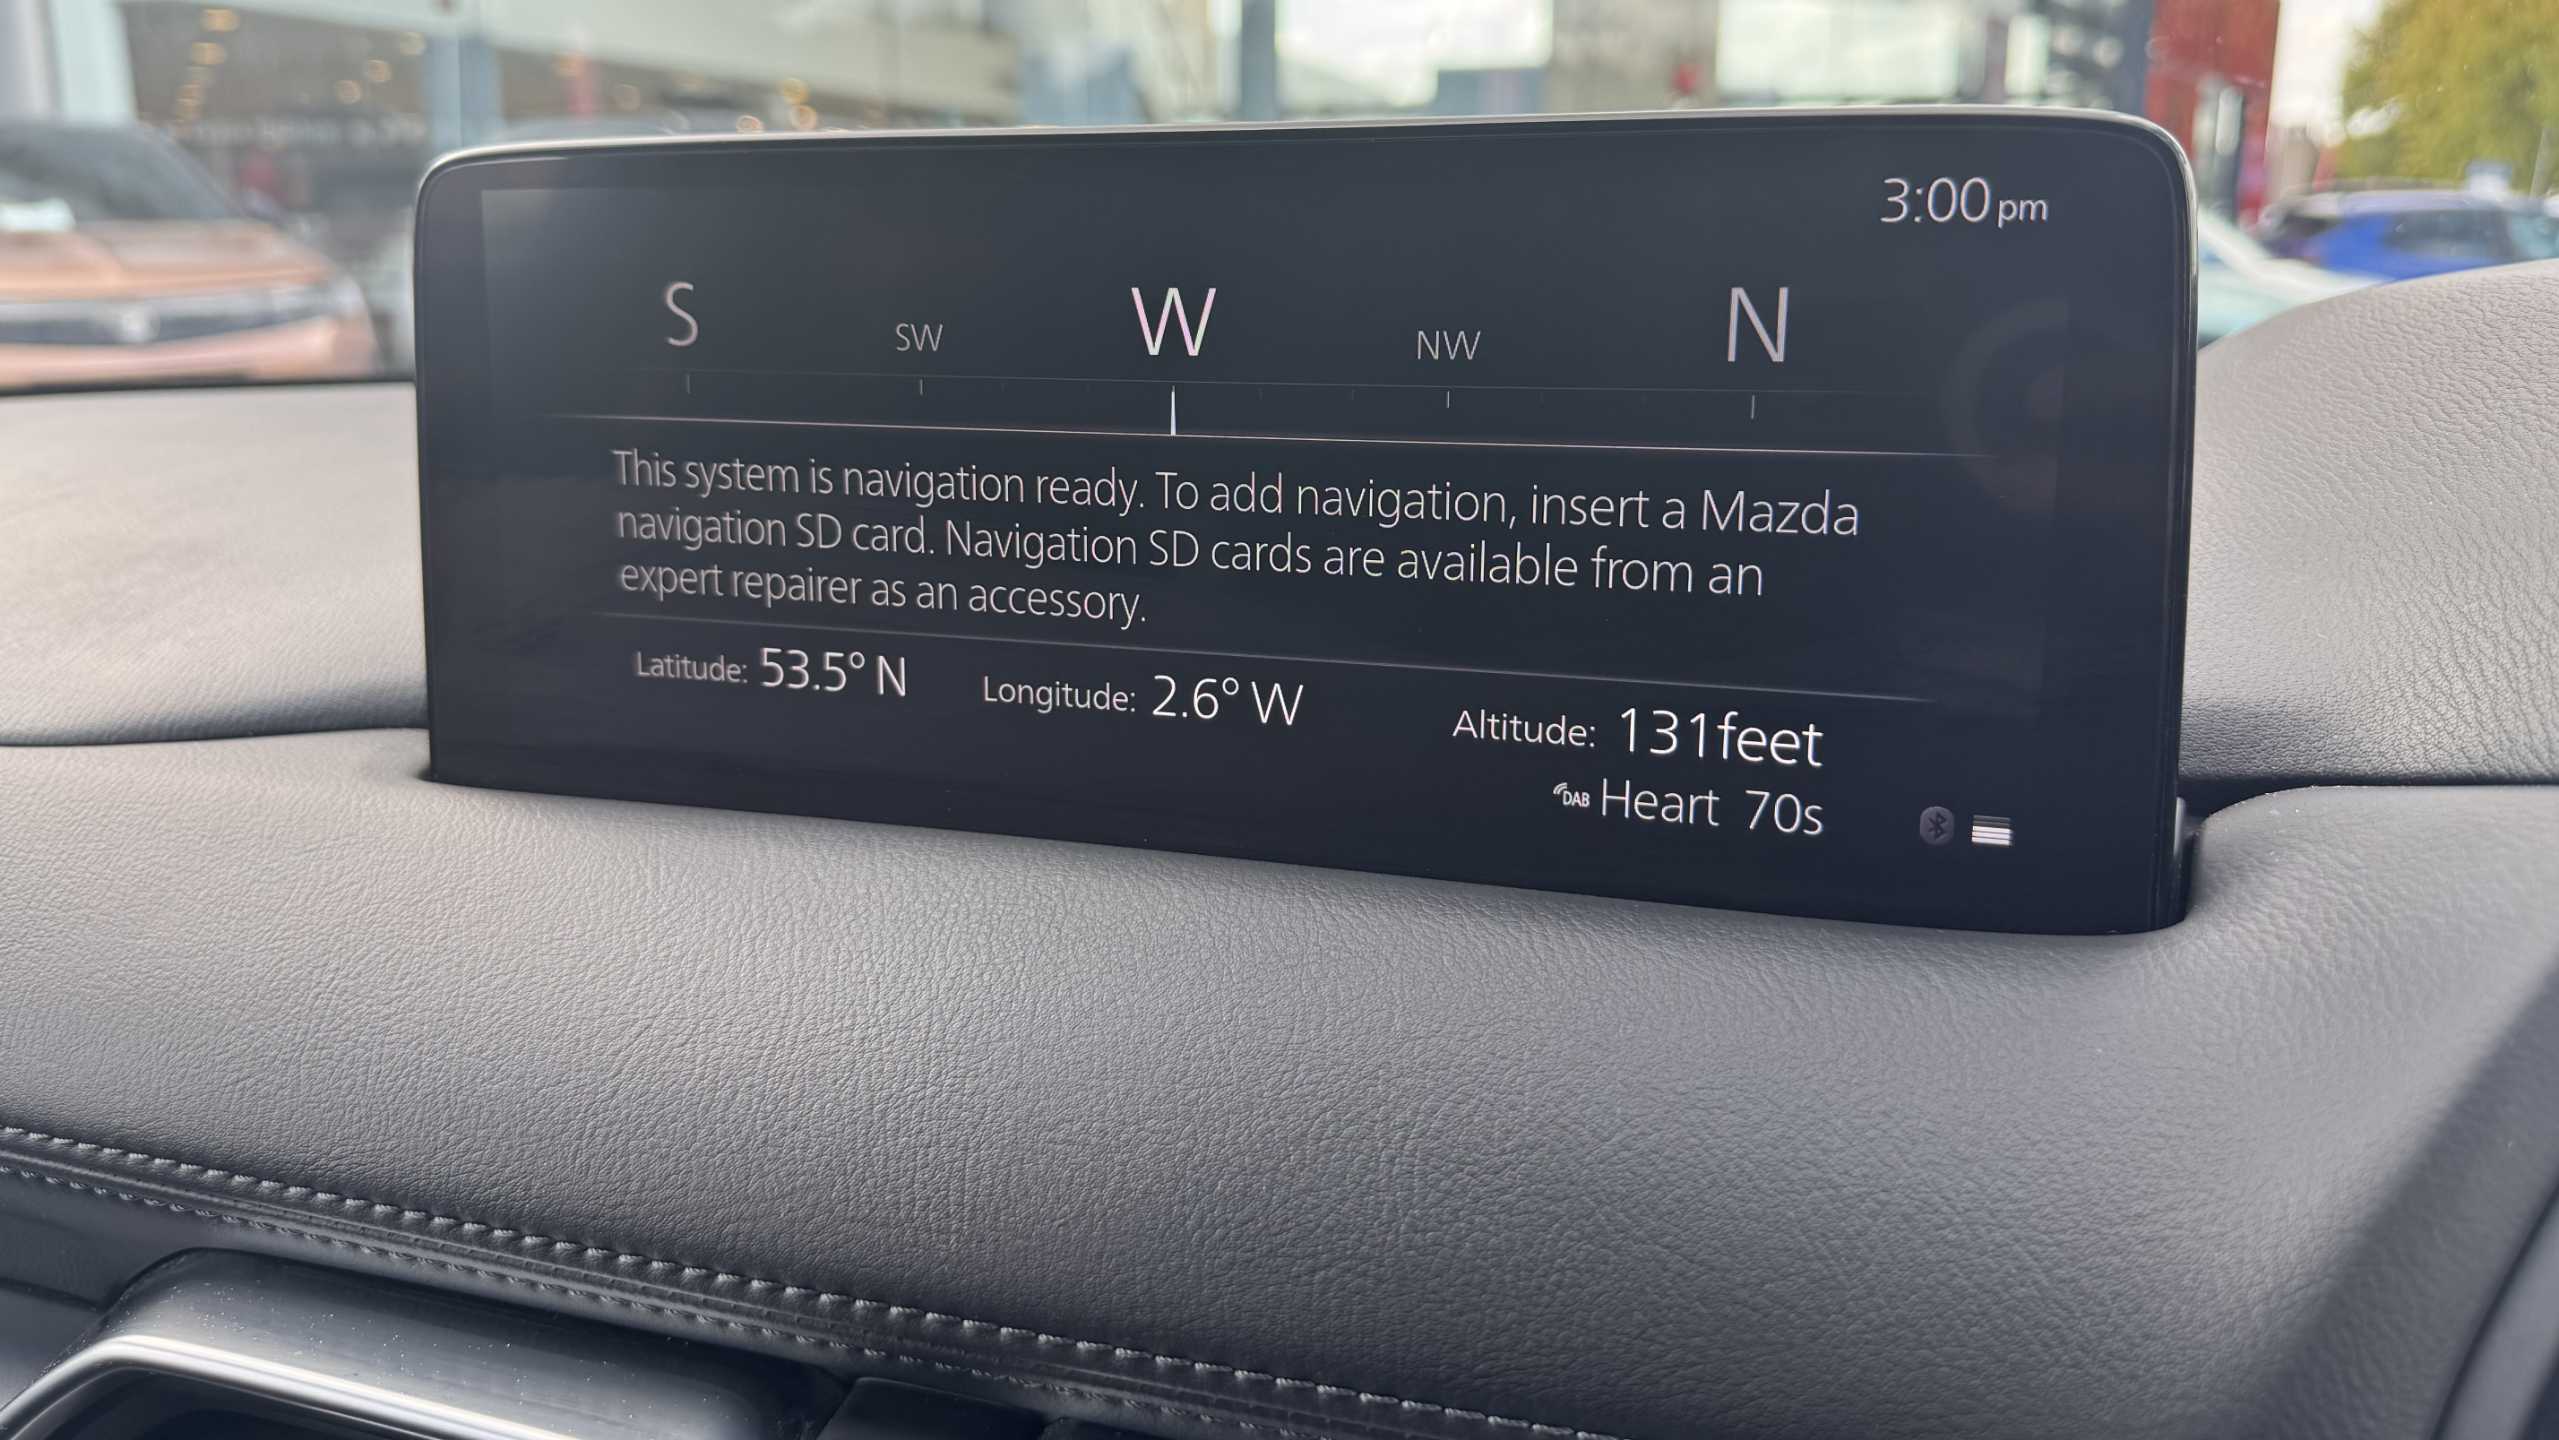 3:00pm
S SW W NW N
This system is navigation ready. To add navigation, insert a Mazda
navigation SD card. Navigation SD cards are available from an
expert repairer as an accessory.
Latitude: 53.5° N Longitude: 2.6° W Altitude: 131feet
DAB Heart 70s